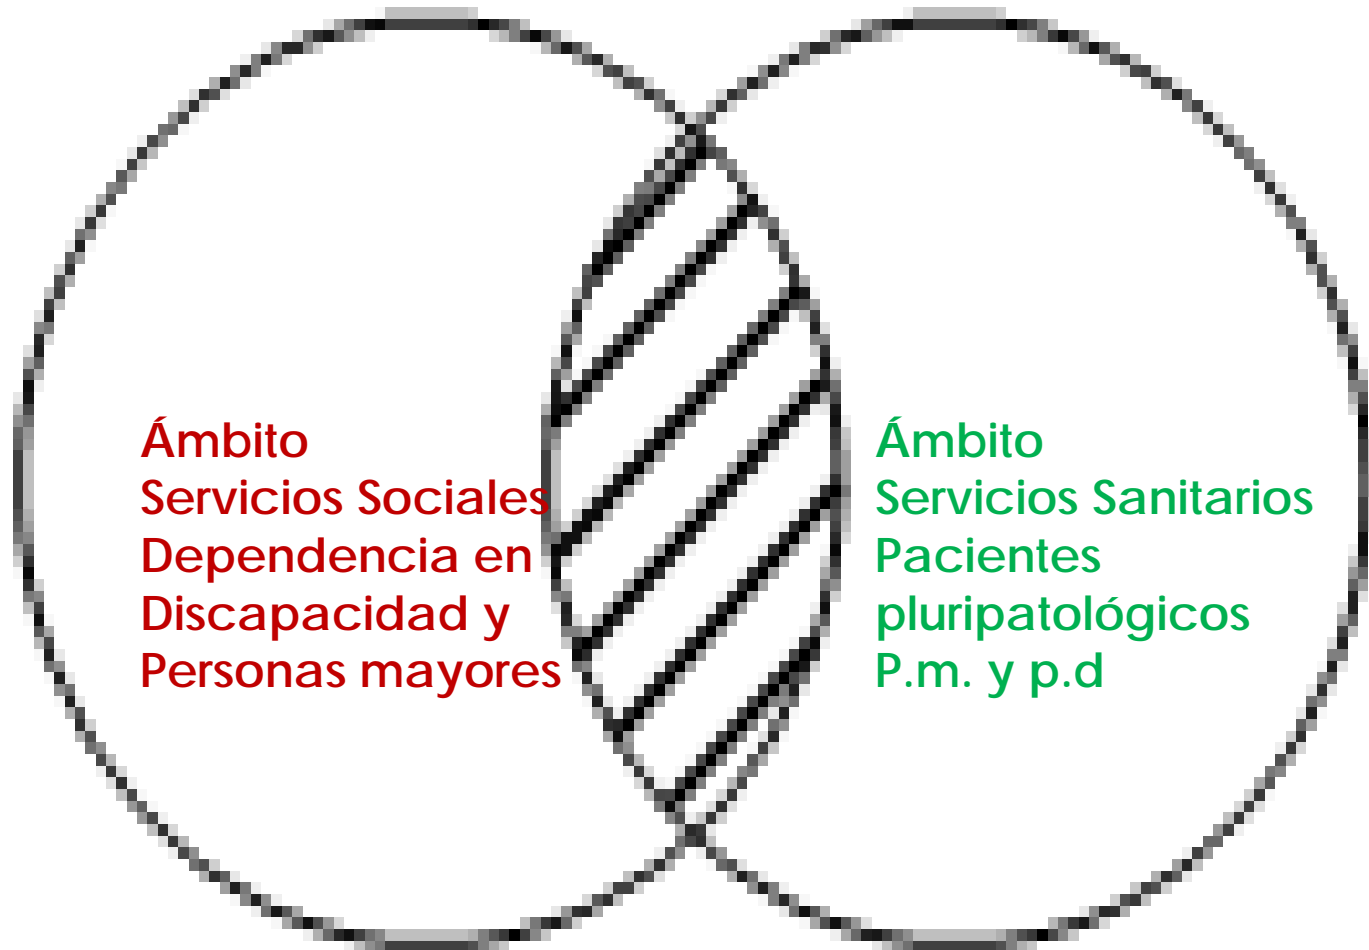 Ámbito
Servicios Sociales
Dependencia en
Discapacidad y
Personas mayores
Ámbito
Servicios Sanitarios
Pacientes
pluripatológicos
P.m. y p.d